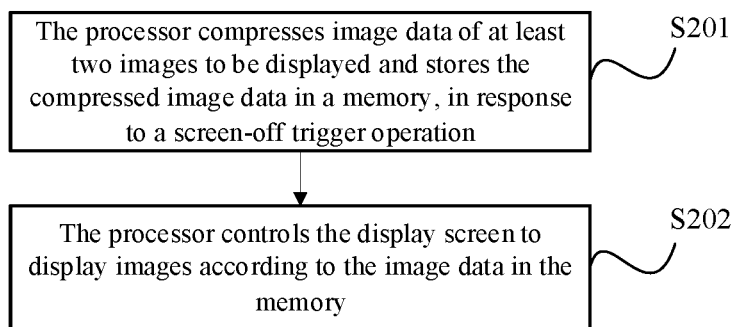 The processor compresses image data of at least
two images to be displayed and stores the
compressed image data in a memory, in response
to a screen-off trigger operation
S201
The processor controls the display screen to
display images according to the image data in the
memory
S202